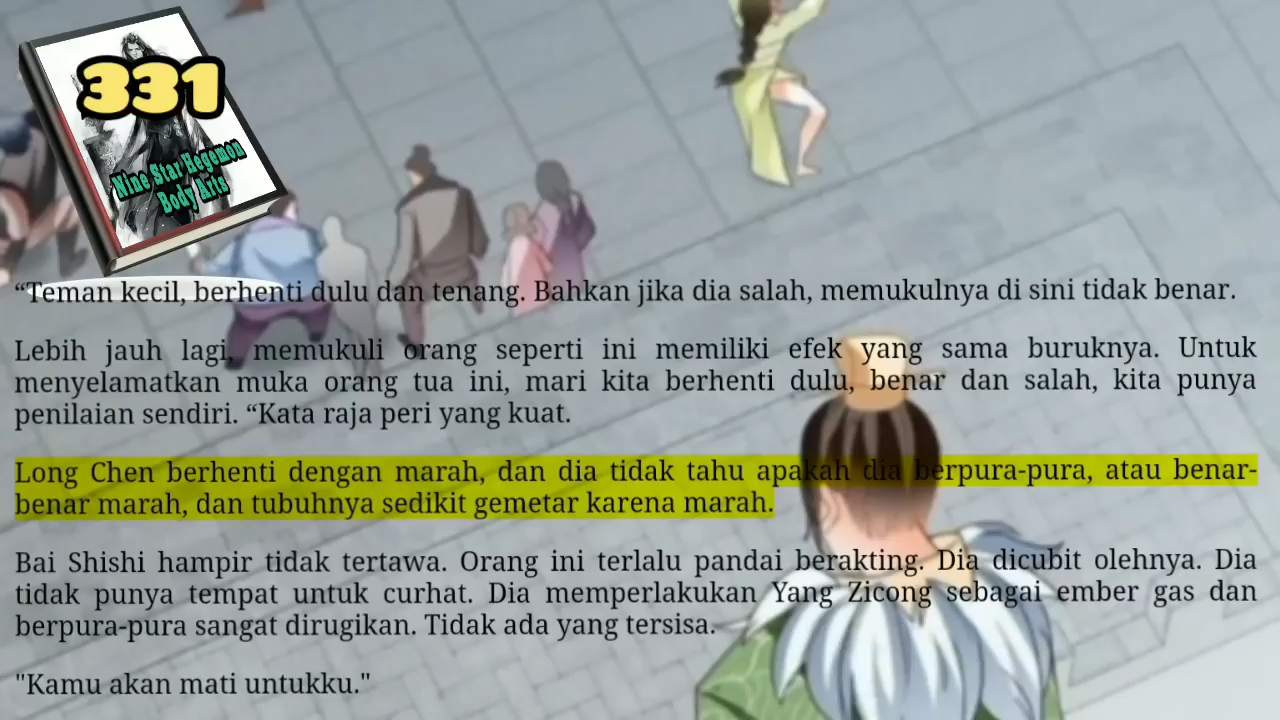 331
Nine Star Hegemon
Body Arts
“Teman kecil, berhenti dulu dan tenang. Bahkan jika dia salah, memukulnya di sini tidak benar.
Lebih jauh lagi, memukuli orang seperti ini memiliki efek yang sama buruknya. Untuk
menyelamatkan muka orang tua ini, mari kita berhenti dulu, benar dan salah, kita punya
penilaian sendiri. “Kata raja peri yang kuat.
Long Chen berhenti dengan marah, dan dia tidak tahu apakah dia berpura-pura, atau benar-
benar marah, dan tubuhnya sedikit gemetar karena marah.
Bai Shishi hampir tidak tertawa. Orang ini terlalu pandai berakting. Dia dicubit olehnya. Dia
tidak punya tempat untuk curhat. Dia memperlakukan Yang Zicong sebagai ember gas dan
berpura-pura sangat dirugikan. Tidak ada yang tersisa.
"Kamu akan mati untukku."